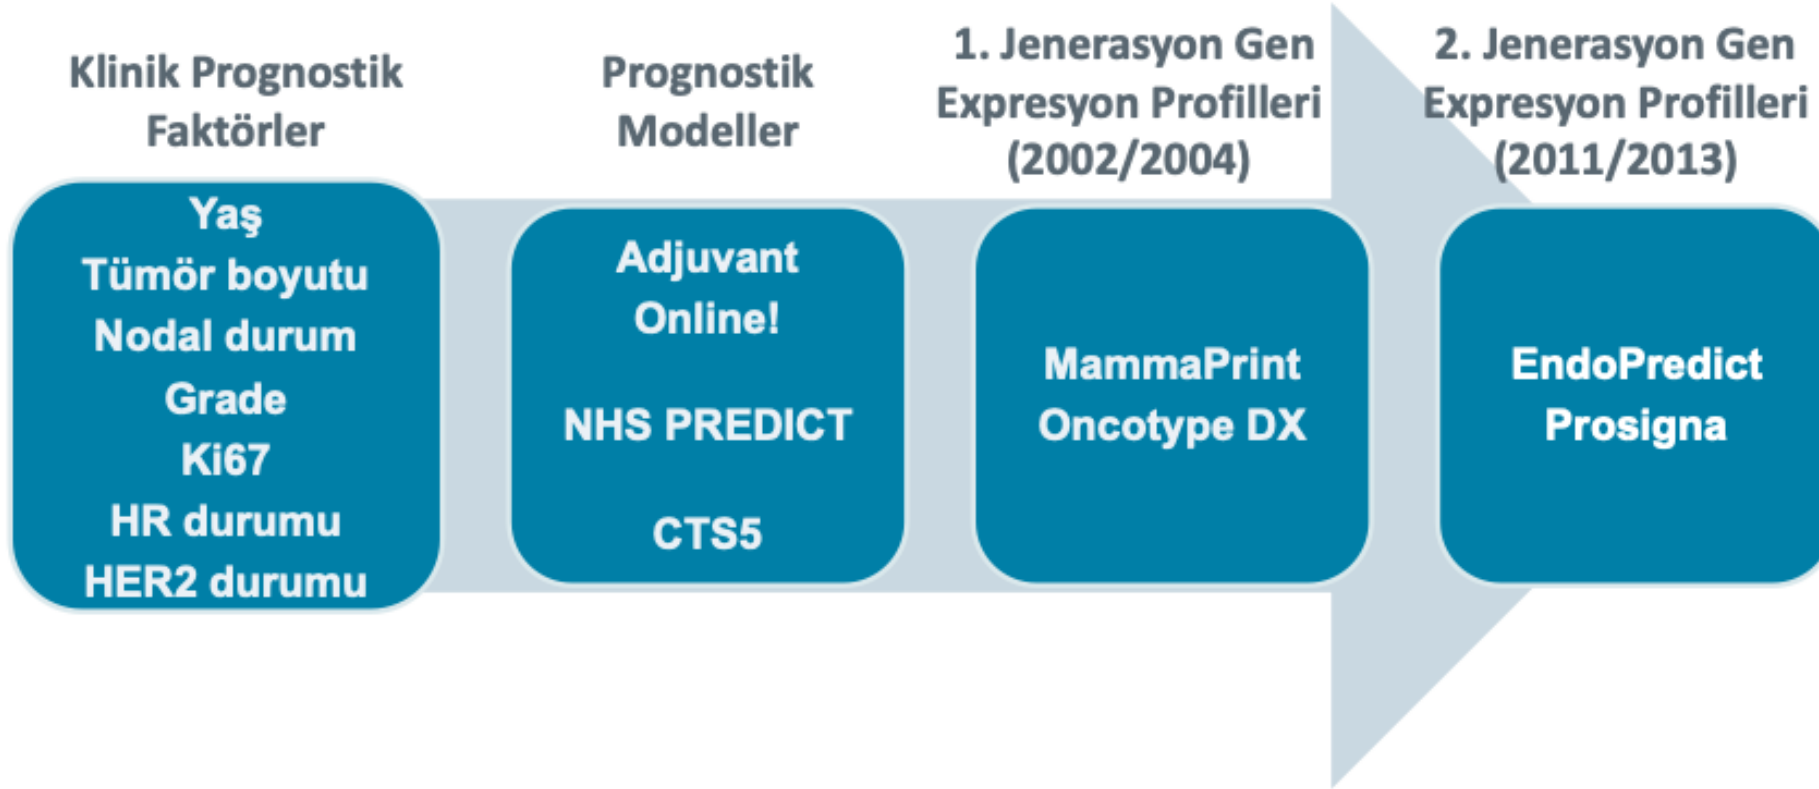 Klinik Prognostik
Faktörler
Yaş
Tümör boyutu
Nodal durum
Grade
Ki67
HR durumu
HER2 durumu
Prognostik
Modeller
Adjuvant
Online!
NHS PREDICT
CTS5
1. Jenerasyon Gen
Expresyon Profilleri
(2002/2004)
MammaPrint
Oncotype DX
2. Jenerasyon Gen
Expresyon Profilleri
(2011/2013)
EndoPredict
Prosigna